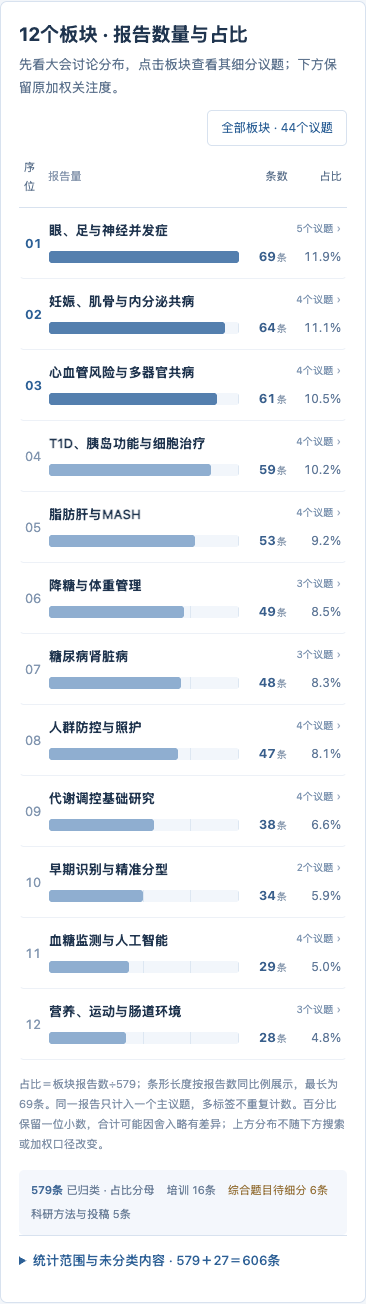 12个板块 · 报告数量与占比
先看大会讨论分布，点击板块查看其细分议题；下方保
留原加权关注度。
全部板块 · 44个议题
序
位
报告量 条数 占比
5个议题 ›
01 眼、足与神经并发症
69条 11.9%
4个议题 ›
02 妊娠、肌骨与内分泌共病
64条 11.1%
4个议题 ›
03 心血管风险与多器官共病
61条 10.5%
4个议题 ›
04 T1D、胰岛功能与细胞治疗
59条 10.2%
4个议题 ›
05 脂肪肝与MASH
53条 9.2%
3个议题 ›
06 降糖与体重管理
49条 8.5%
3个议题 ›
07 糖尿病肾脏病
48条 8.3%
4个议题 ›
08 人群防控与照护
47条 8.1%
4个议题 ›
09 代谢调控基础研究
38条 6.6%
2个议题 ›
10 早期识别与精准分型
34条 5.9%
4个议题 ›
11 血糖监测与人工智能
29条 5.0%
3个议题 ›
12 营养、运动与肠道环境
28条 4.8%
占比＝板块报告数÷579；条形长度按报告数同比例展示，最长为
69条。同一报告只计入一个主议题，多标签不重复计数。百分比
保留一位小数，合计可能因舍入略有差异；上方分布不随下方搜索
或加权口径改变。
579条 已归类 · 占比分母 培训 16条 综合题目待细分 6条
科研方法与投稿 5条
▶ 统计范围与未分类内容 · 579＋27＝606条